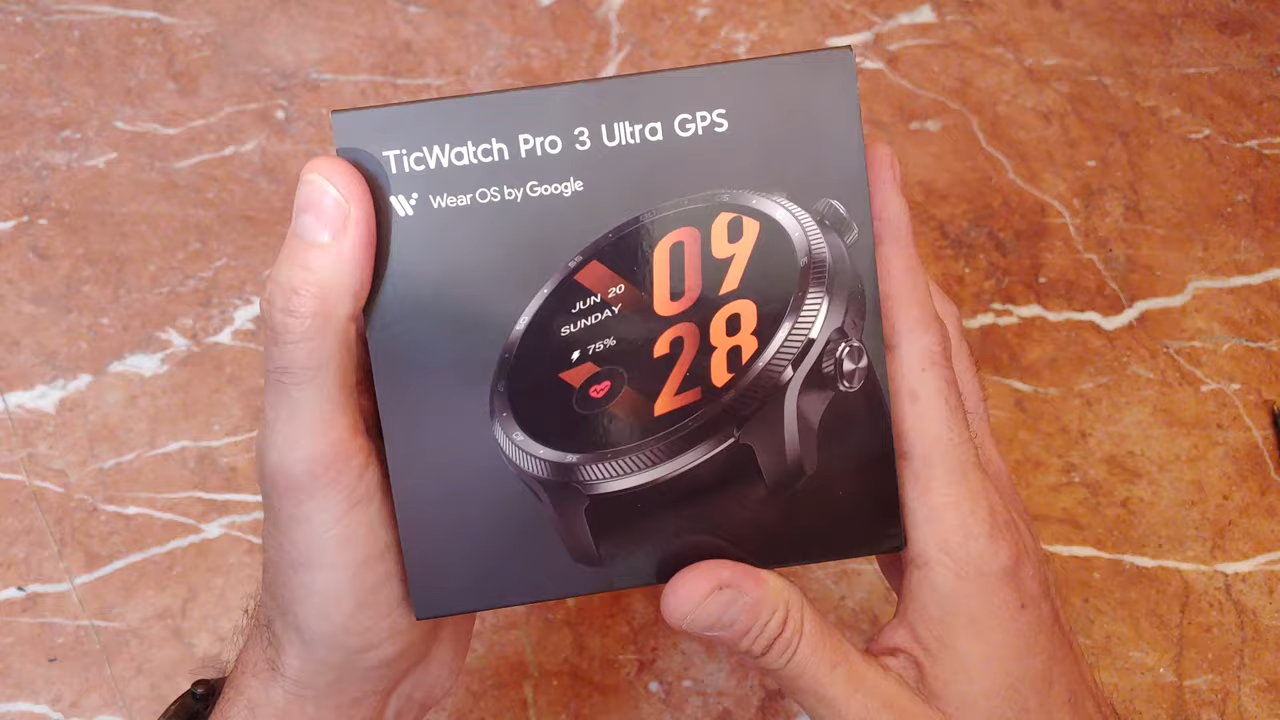 TicWatch Pro 3 Ultra GPS
Wear OS by Google
09
28
JUN 20
SUNDAY
75%